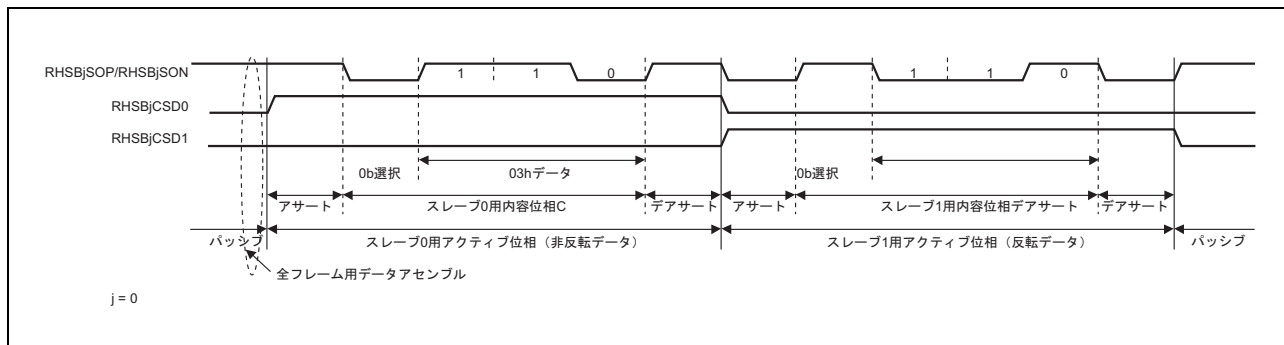 RHSBjSOP/RHSBjSON
1 1 0 1 1 0
RHSBjCSD0
RHSBjCSD1
0b選択 03hデータ 0b選択
アサート スレーブ0用内容位相C デアサート アサート スレーブ1用内容位相デアサート デアサート
パッシブ スレーブ0用アクティブ位相（非反転データ） スレーブ1用アクティブ位相（反転データ） パッシブ
全フレーム用データアセンブル
j = 0